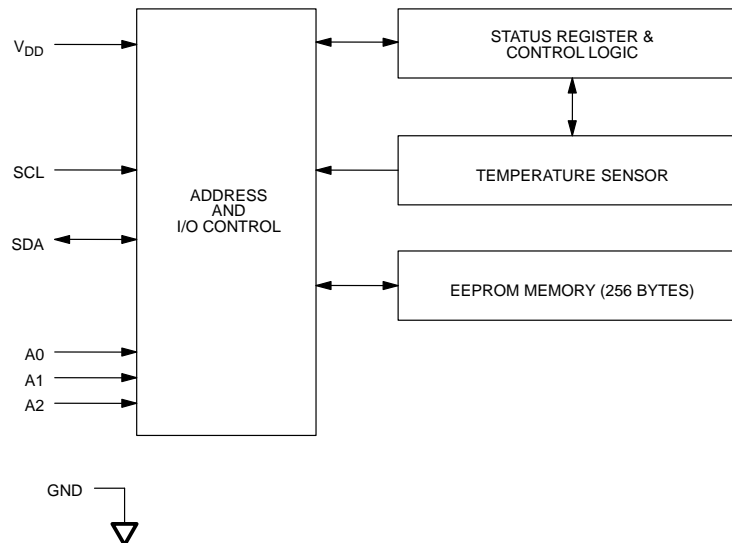 V_DD
SCL
SDA
A0
A1
A2
GND
ADDRESS
AND
I/O CONTROL
STATUS REGISTER &
CONTROL LOGIC
TEMPERATURE SENSOR
EEPROM MEMORY (256 BYTES)